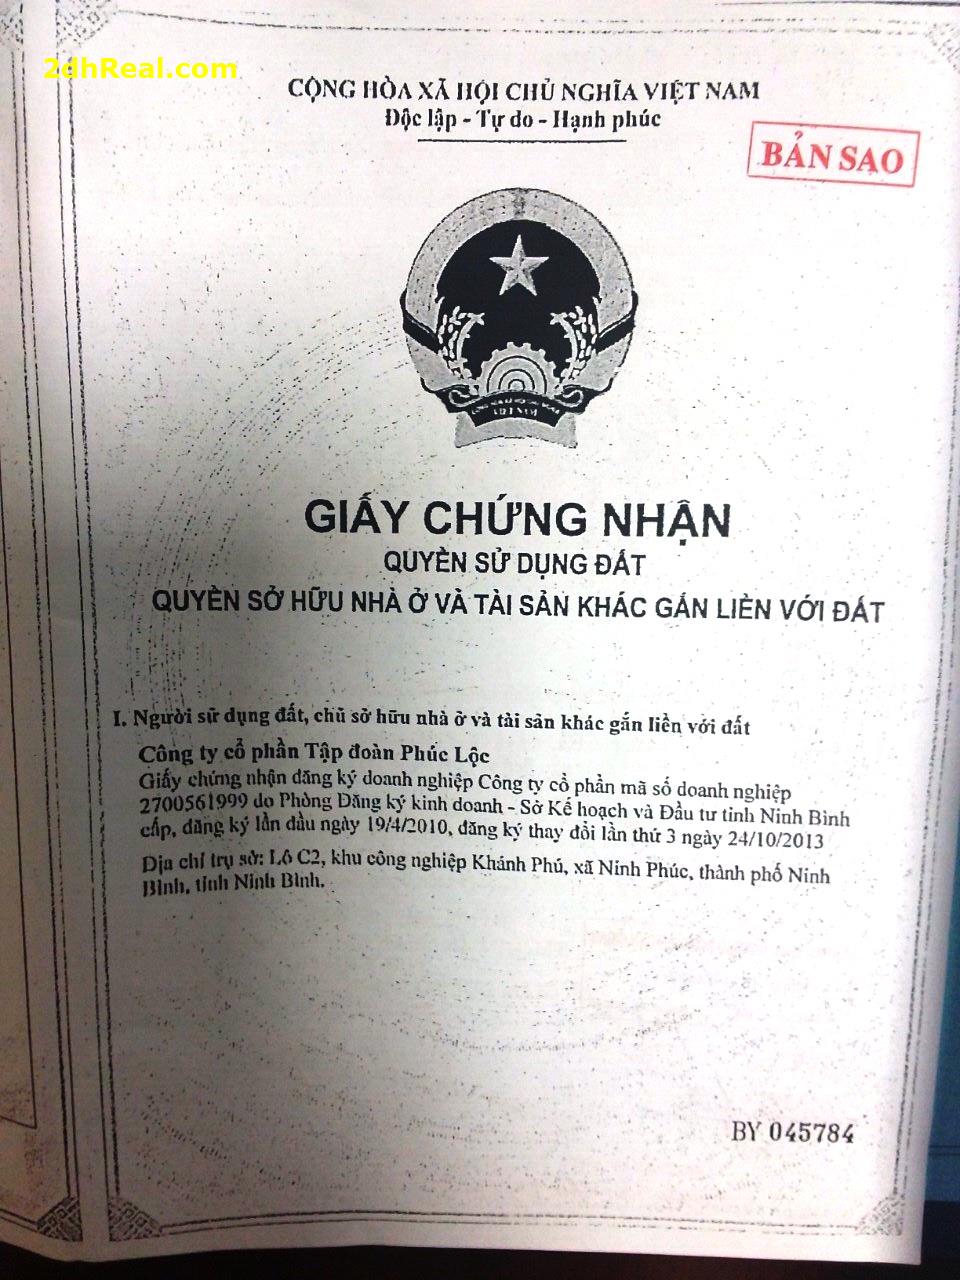 2dhReal.com
CỘNG HÒA XÃ HỘI CHỦ NGHĨA VIỆT NAM
Độc lập - Tự do - Hạnh phúc
BẢN SAO
VIỆT NAM
GIẤY CHỨNG NHẬN
QUYỀN SỬ DỤNG ĐẤT
QUYỀN SỞ HỮU NHÀ Ở VÀ TÀI SẢN KHÁC GẮN LIỀN VỚI ĐẤT
I. Người sử dụng đất, chủ sở hữu nhà ở và tài sản khác gắn liền với đất
Công ty cổ phần Tập đoàn Phúc Lộc
Giấy chứng nhận đăng ký doanh nghiệp Công ty cổ phần mã số doanh nghiệp
2700561999 do Phòng Đăng ký kinh doanh - Sở Kế hoạch và Đầu tư tỉnh Ninh Bình
cấp, đăng ký lần đầu ngày 19/4/2010, đăng ký thay đổi lần thứ 3 ngày 24/10/2013
Địa chỉ trụ sở: Lô C2, khu công nghiệp Khánh Phú, xã Ninh Phúc, thành phố Ninh
Bình, tỉnh Ninh Bình.
BY 045784